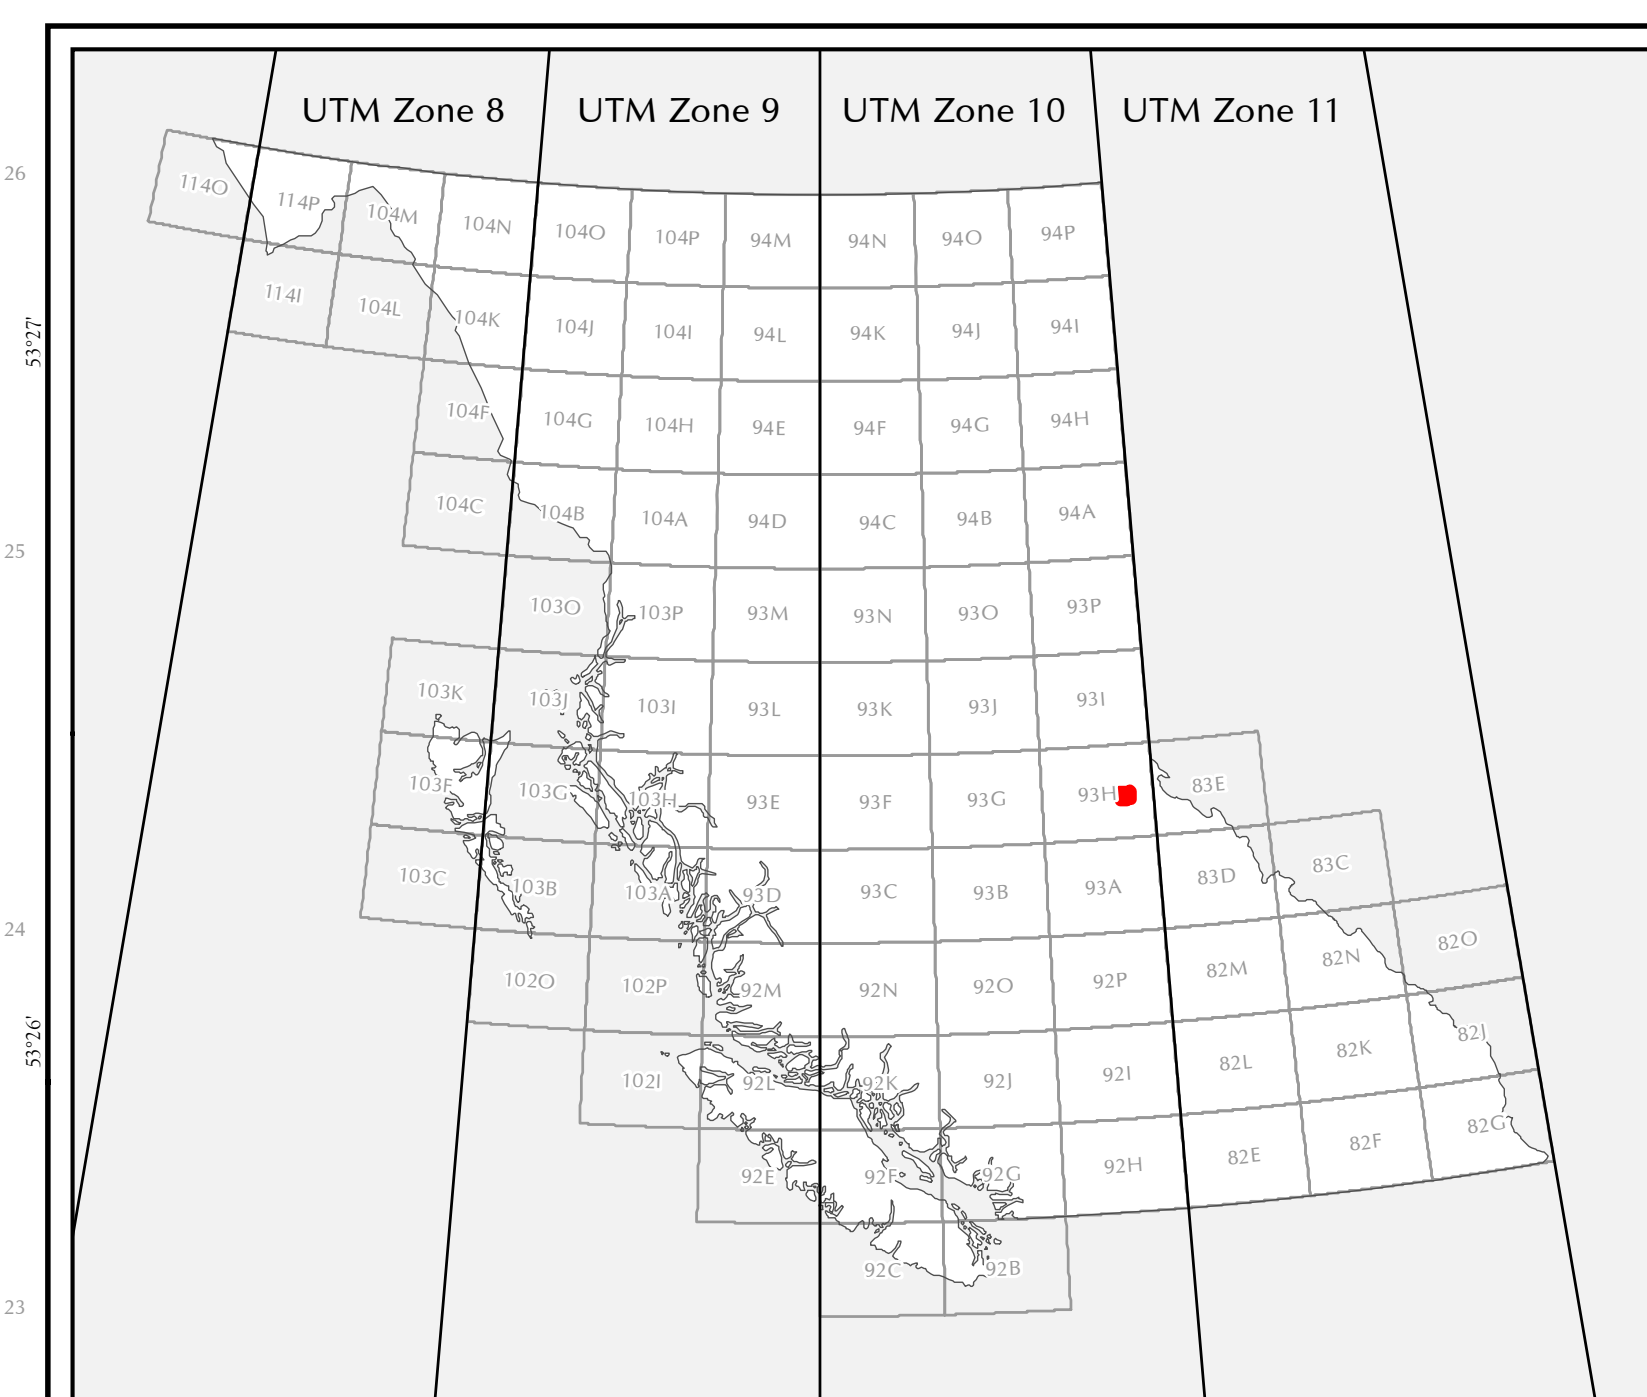 UTM Zone 8 UTM Zone 9 UTM Zone 10 UTM Zone 11
26
114O 114P 104M 104N 104O 104P 94M 94N 94O 94P
114I 104L 104K 104J 104I 94L 94K 94J 94I
53°27'
104F 104G 104H 94E 94F 94G 94H
104C 104B 104A 94D 94C 94B 94A
25
103O 103P 93M 93N 93O 93P
103K 103J 103I 93L 93K 93J 93I
103F 103G 103H 93E 93F 93G 93H 83E
103C 103B 103A 93D 93C 93B 93A 83D 83C
24
102O 102P 92M 92N 92O 92P 82M 82N 82O
53°26'
102I 92L 92K 92J 92I 82L 82K 82J
92E 92F 92G 92H 82E 82F 82G
92C 92B
23